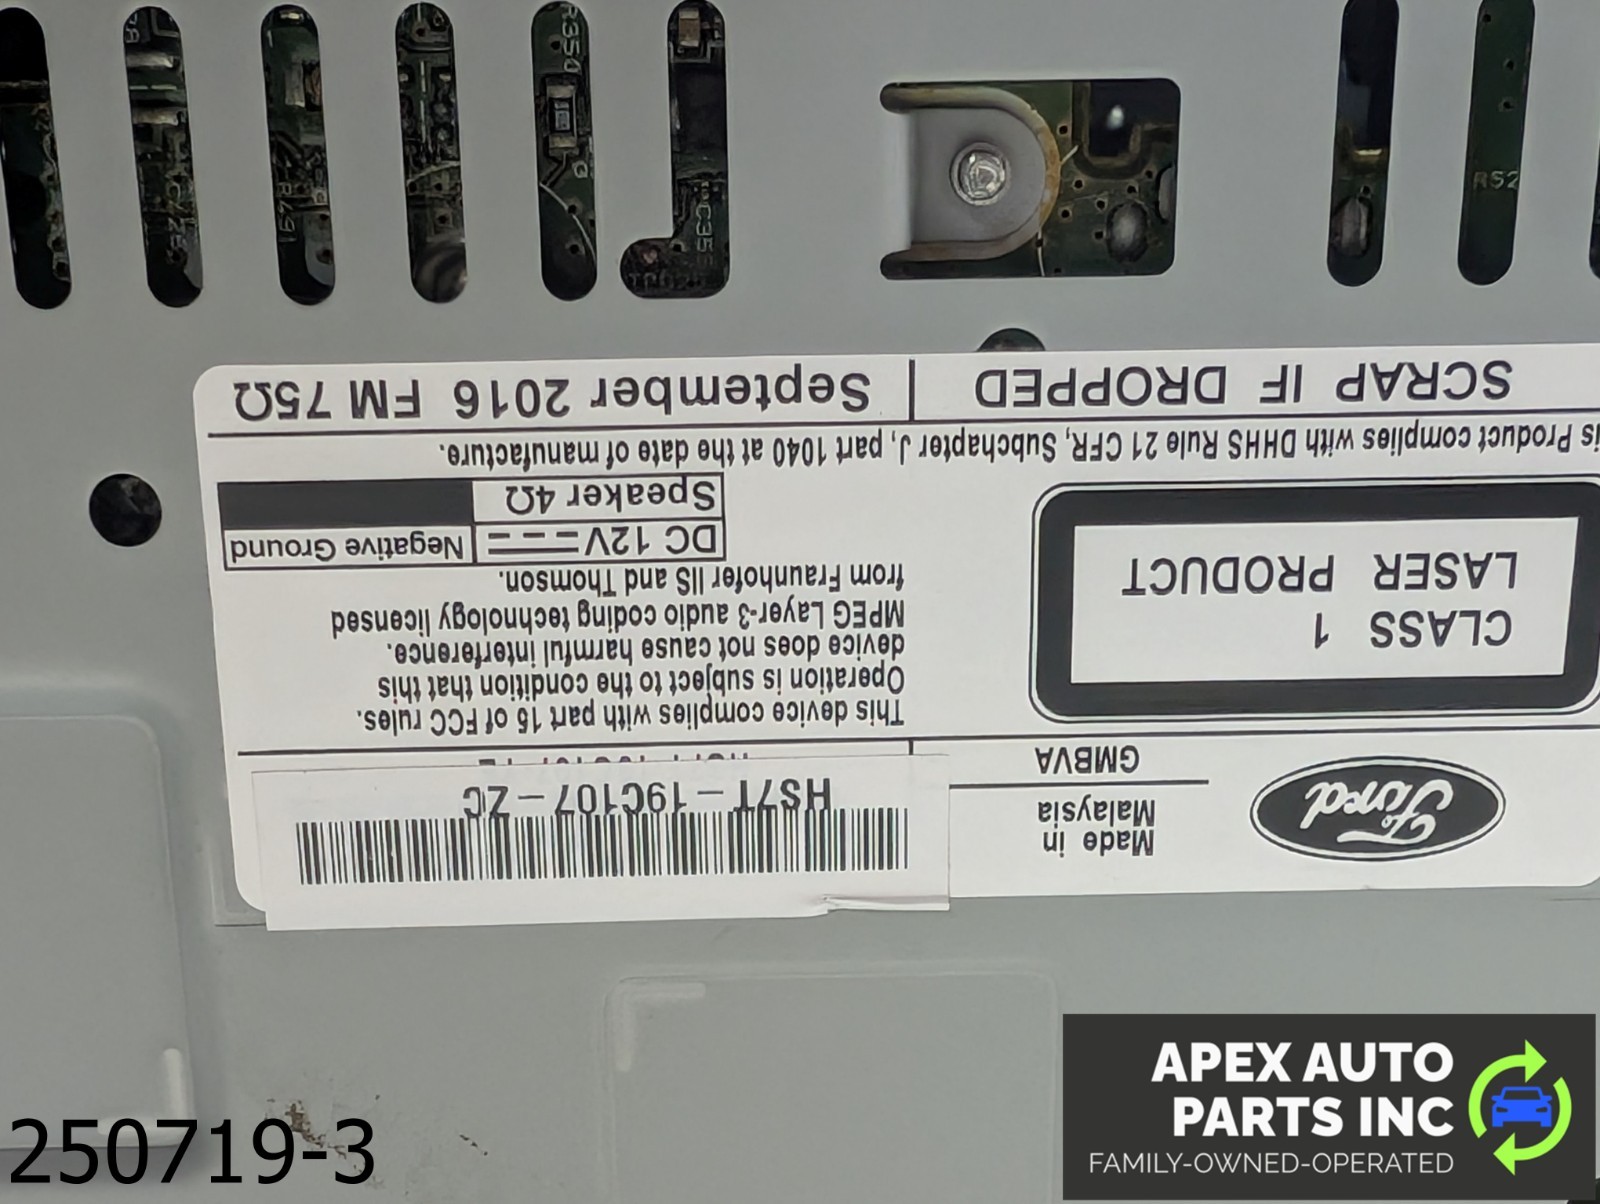 Ford
Made in
Malaysia
GMBVA
HS7T-19C107-ZC
CLASS 1
LASER PRODUCT
This device complies with part 15 of FCC rules.
Operation is subject to the condition that this
device does not cause harmful interference.
MPEG Layer-3 audio coding technology licensed
from Fraunhofer IIS and Thomson.
DC 12V Negative Ground
Speaker 4Ω
is Product complies with DHHS Rule 21 CFR, Subchapter J, part 1040 at the date of manufacture.
SCRAP IF DROPPED | September 2016 FM 75Ω
R491
R52
250719-3
APEX AUTO
PARTS INC
FAMILY-OWNED-OPERATED